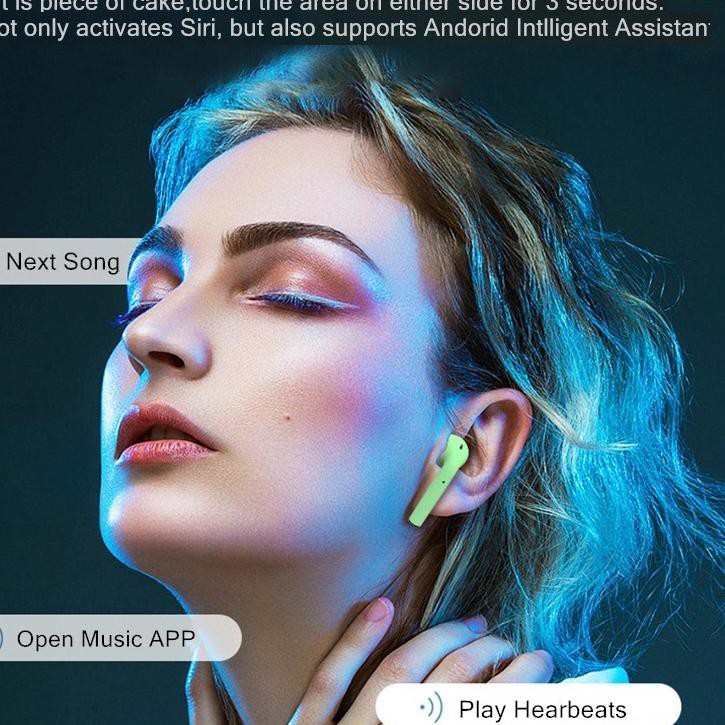 t is piece of cake,touch the area on either side for 3 seconds.
ot only activates Siri, but also supports Andorid Intlligent Assistan
Next Song
Open Music APP
Play Hearbeats